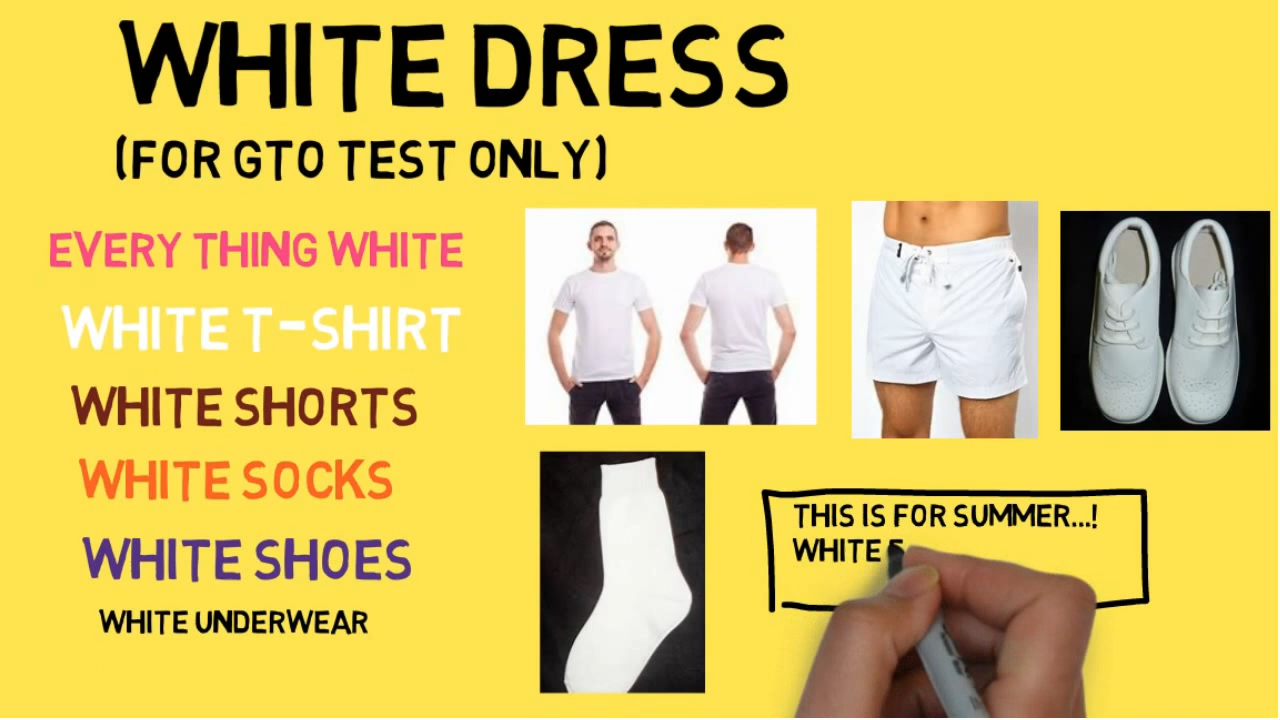 WHITE DRESS
(FOR GTO TEST ONLY)
EVERY THING WHITE
WHITE T-SHIRT
WHITE SHORTS
WHITE SOCKS
WHITE SHOES
WHITE UNDERWEAR
THIS IS FOR SUMMER...!
WHITE